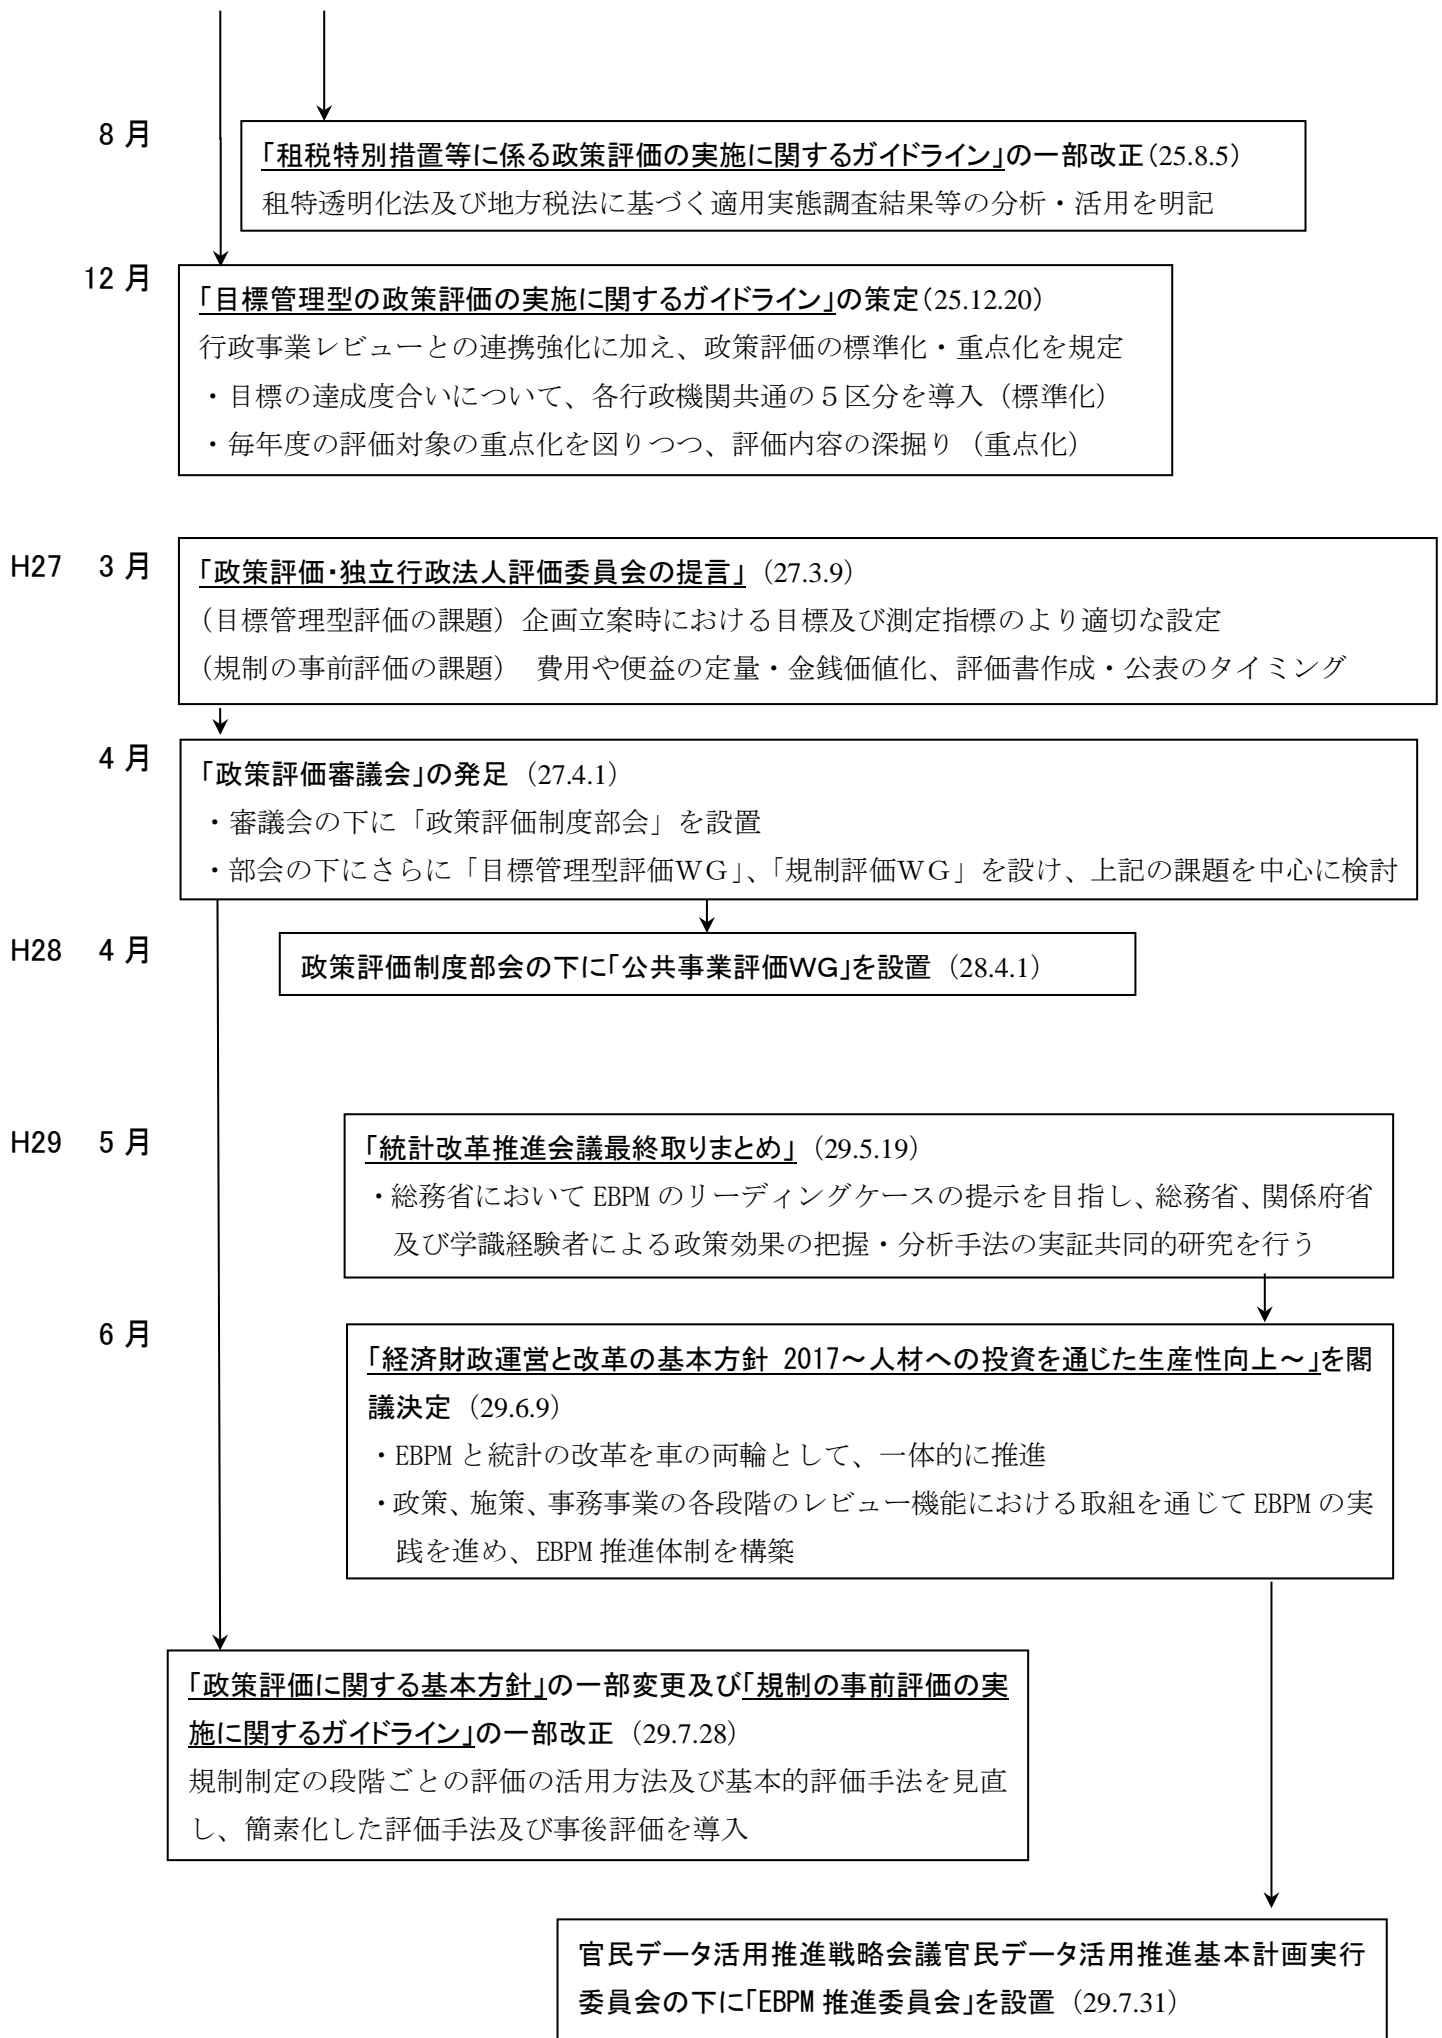 8 月
「租税特別措置等に係る政策評価の実施に関するガイドライン」の一部改正（25.8.5）
租特透明化法及び地方税法に基づく適用実態調査結果等の分析・活用を明記
12 月
「目標管理型の政策評価の実施に関するガイドライン」の策定（25.12.20）
行政事業レビューとの連携強化に加え、政策評価の標準化・重点化を規定
・目標の達成度合いについて、各行政機関共通の５区分を導入（標準化）
・毎年度の評価対象の重点化を図りつつ、評価内容の深掘り（重点化）
H27 3 月
「政策評価・独立行政法人評価委員会の提言」（27.3.9）
（目標管理型評価の課題）企画立案時における目標及び測定指標のより適切な設定
（規制の事前評価の課題） 費用や便益の定量・金銭価値化、評価書作成・公表のタイミング
4 月
「政策評価審議会」の発足（27.4.1）
・審議会の下に「政策評価制度部会」を設置
・部会の下にさらに「目標管理型評価ＷＧ」、「規制評価ＷＧ」を設け、上記の課題を中心に検討
H28 4 月
政策評価制度部会の下に「公共事業評価WG」を設置（28.4.1）
H29 5 月
「統計改革推進会議最終取りまとめ」（29.5.19）
・総務省において EBPM のリーディングケースの提示を目指し、総務省、関係府省
及び学識経験者による政策効果の把握・分析手法の実証共同的研究を行う
6 月
「経済財政運営と改革の基本方針 2017～人材への投資を通じた生産性向上～」を閣
議決定（29.6.9）
・EBPM と統計の改革を車の両輪として、一体的に推進
・政策、施策、事務事業の各段階のレビュー機能における取組を通じて EBPM の実
践を進め、EBPM 推進体制を構築
「政策評価に関する基本方針」の一部変更及び「規制の事前評価の実
施に関するガイドライン」の一部改正（29.7.28）
規制制定の段階ごとの評価の活用方法及び基本的評価手法を見直
し、簡素化した評価手法及び事後評価を導入
官民データ活用推進戦略会議官民データ活用推進基本計画実行
委員会の下に「EBPM 推進委員会」を設置（29.7.31）